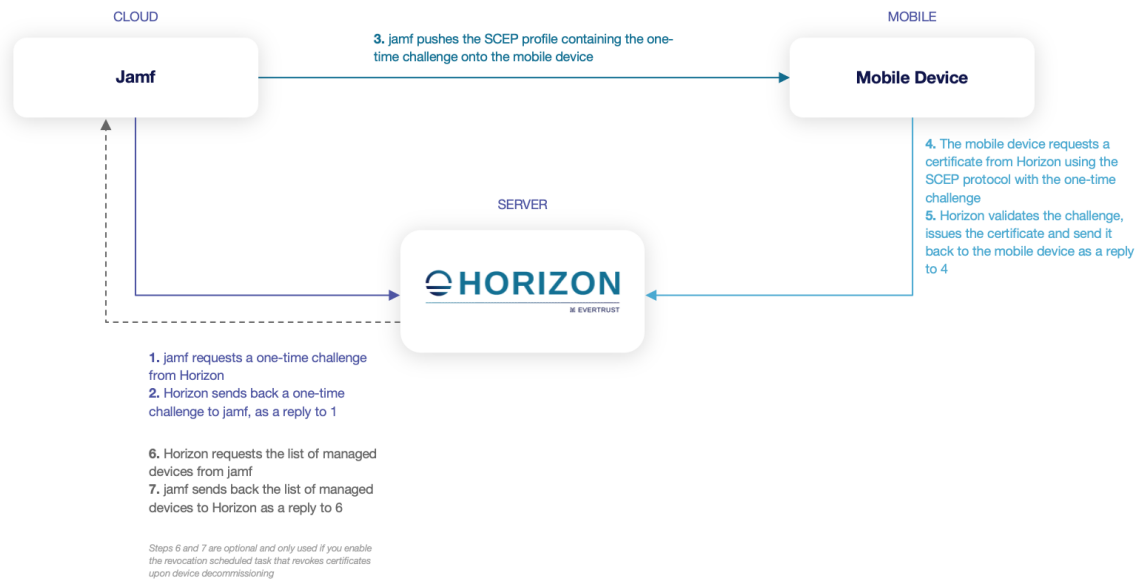 CLOUD
MOBILE
Jamf
3. jamf pushes the SCEP profile containing the one-
time challenge onto the mobile device
Mobile Device
4. The mobile device requests a
certificate from Horizon using the
SCEP protocol with the one-time
challenge
5. Horizon validates the challenge,
issues the certificate and send it
back to the mobile device as a reply
to 4
SERVER
HORIZON
EVERTRUST
1. jamf requests a one-time challenge
from Horizon
2. Horizon sends back a one-time
challenge to jamf, as a reply to 1
6. Horizon requests the list of managed
devices from jamf
7. jamf sends back the list of managed
devices to Horizon as a reply to 6
Steps 6 and 7 are optional and only used if you enable
the revocation scheduled task that revokes certificates
upon device decommissioning